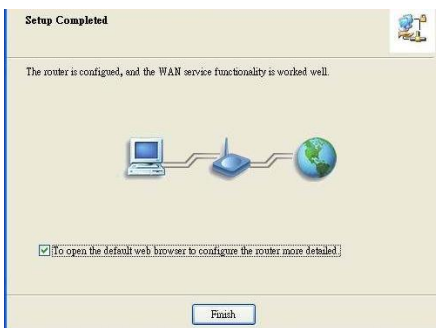 Setup Completed
The router is configued, and the WAN service functionality is worked well.
To open the default web browser to configure the router more detailed.
Finish